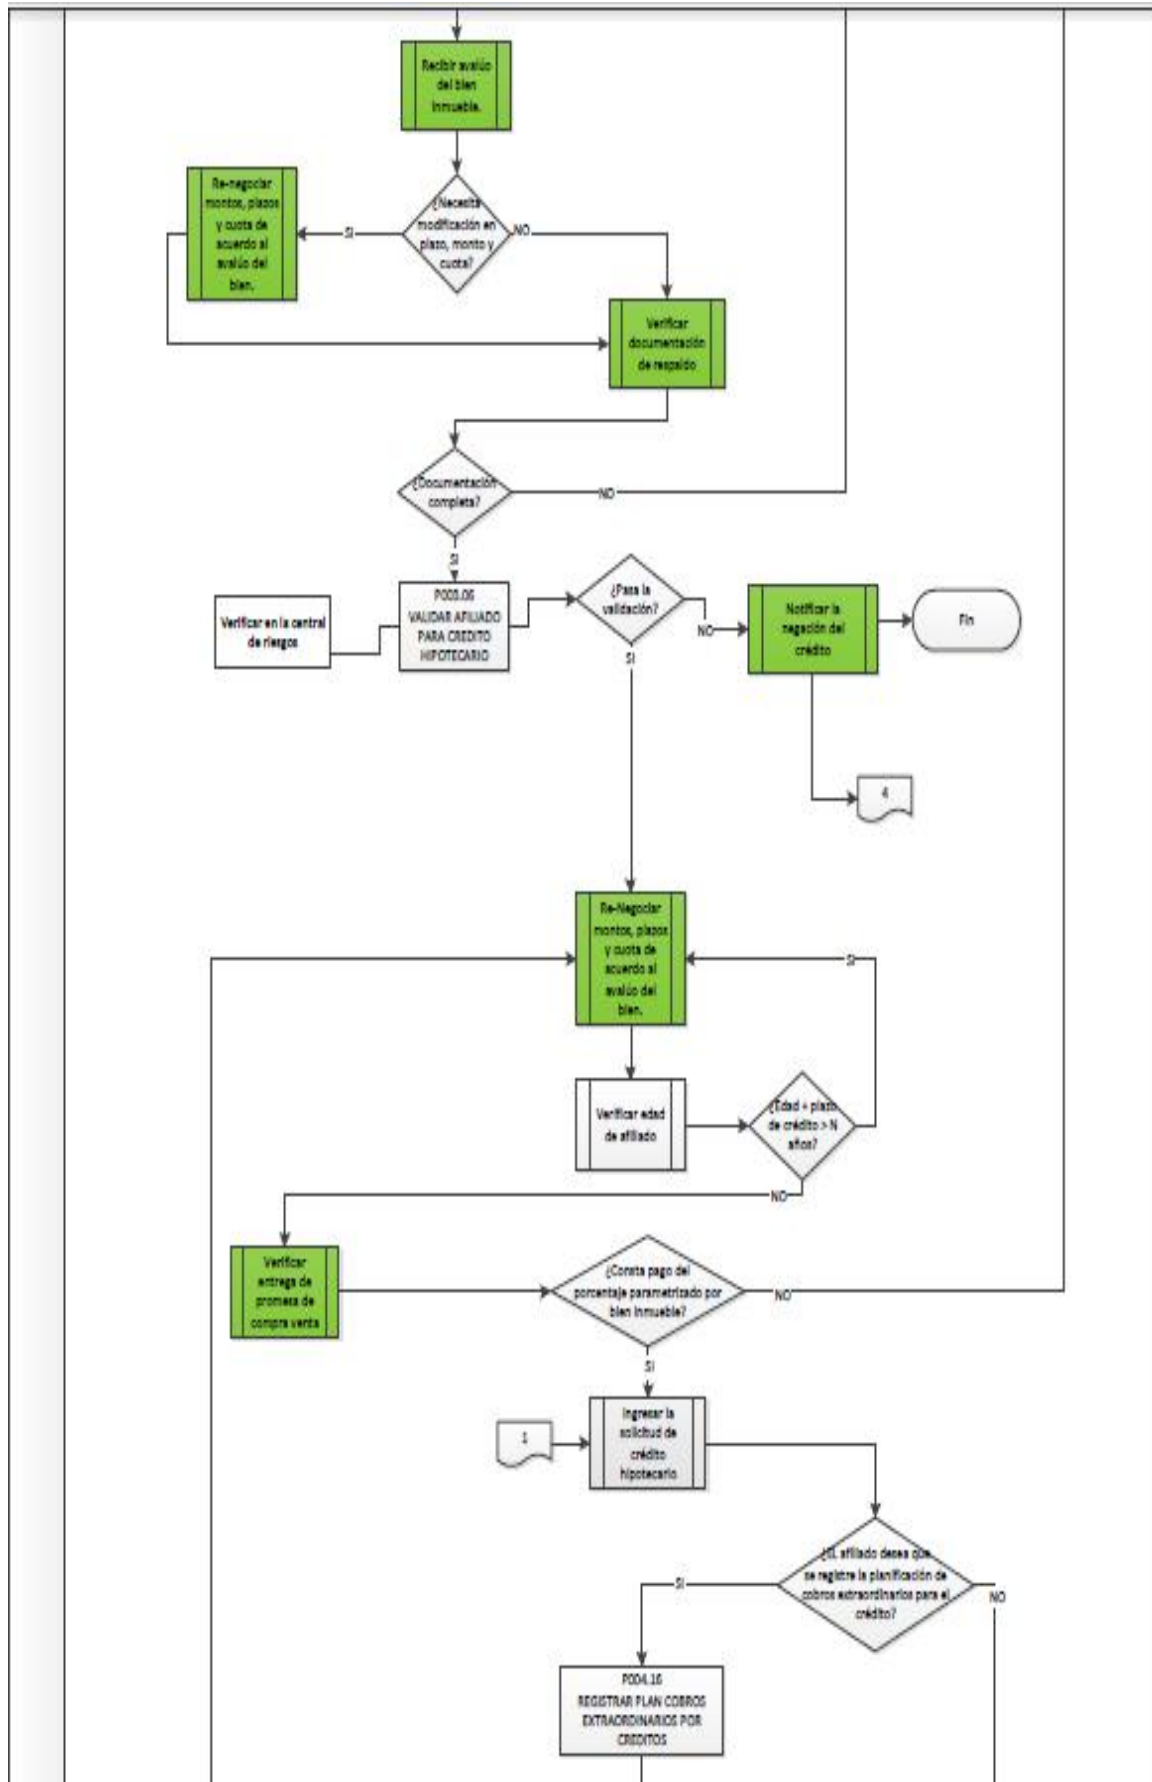 Recibir avalúo
del bien
inmueble.
Re-negociar
montos, plazos
y cuota de
acuerdo al
avalúo del
bien.
SI
¿Necesita
modificación en
plazo, monto y
cuota?
NO
Verificar
documentación
de respaldo
¿Documentación
completa?
NO
SI
Verificar en la central
de riesgos
P003.06
VALIDAR AFILIADO
PARA CREDITO
HIPOTECARIO
¿Pasa la
validación?
NO
SI
Notificar la
negación del
crédito
Fin
4
Re-Negociar
montos, plazos
y cuota de
acuerdo al
avalúo del
bien.
SI
Verificar edad
de afiliado
¿Edad + plazo
de crédito > N
años?
NO
Verificar
entrega de
promesa de
compra venta
¿Consta pago del
porcentaje parametrizado por
bien inmueble?
NO
SI
1
Ingresar la
solicitud de
crédito
hipotecario
¿EL afiliado desea que
se registre la planificación de
cobros extraordinarios para el
crédito?
SI
NO
P004.16
REGISTRAR PLAN COBROS
EXTRAORDINARIOS POR
CREDITOS